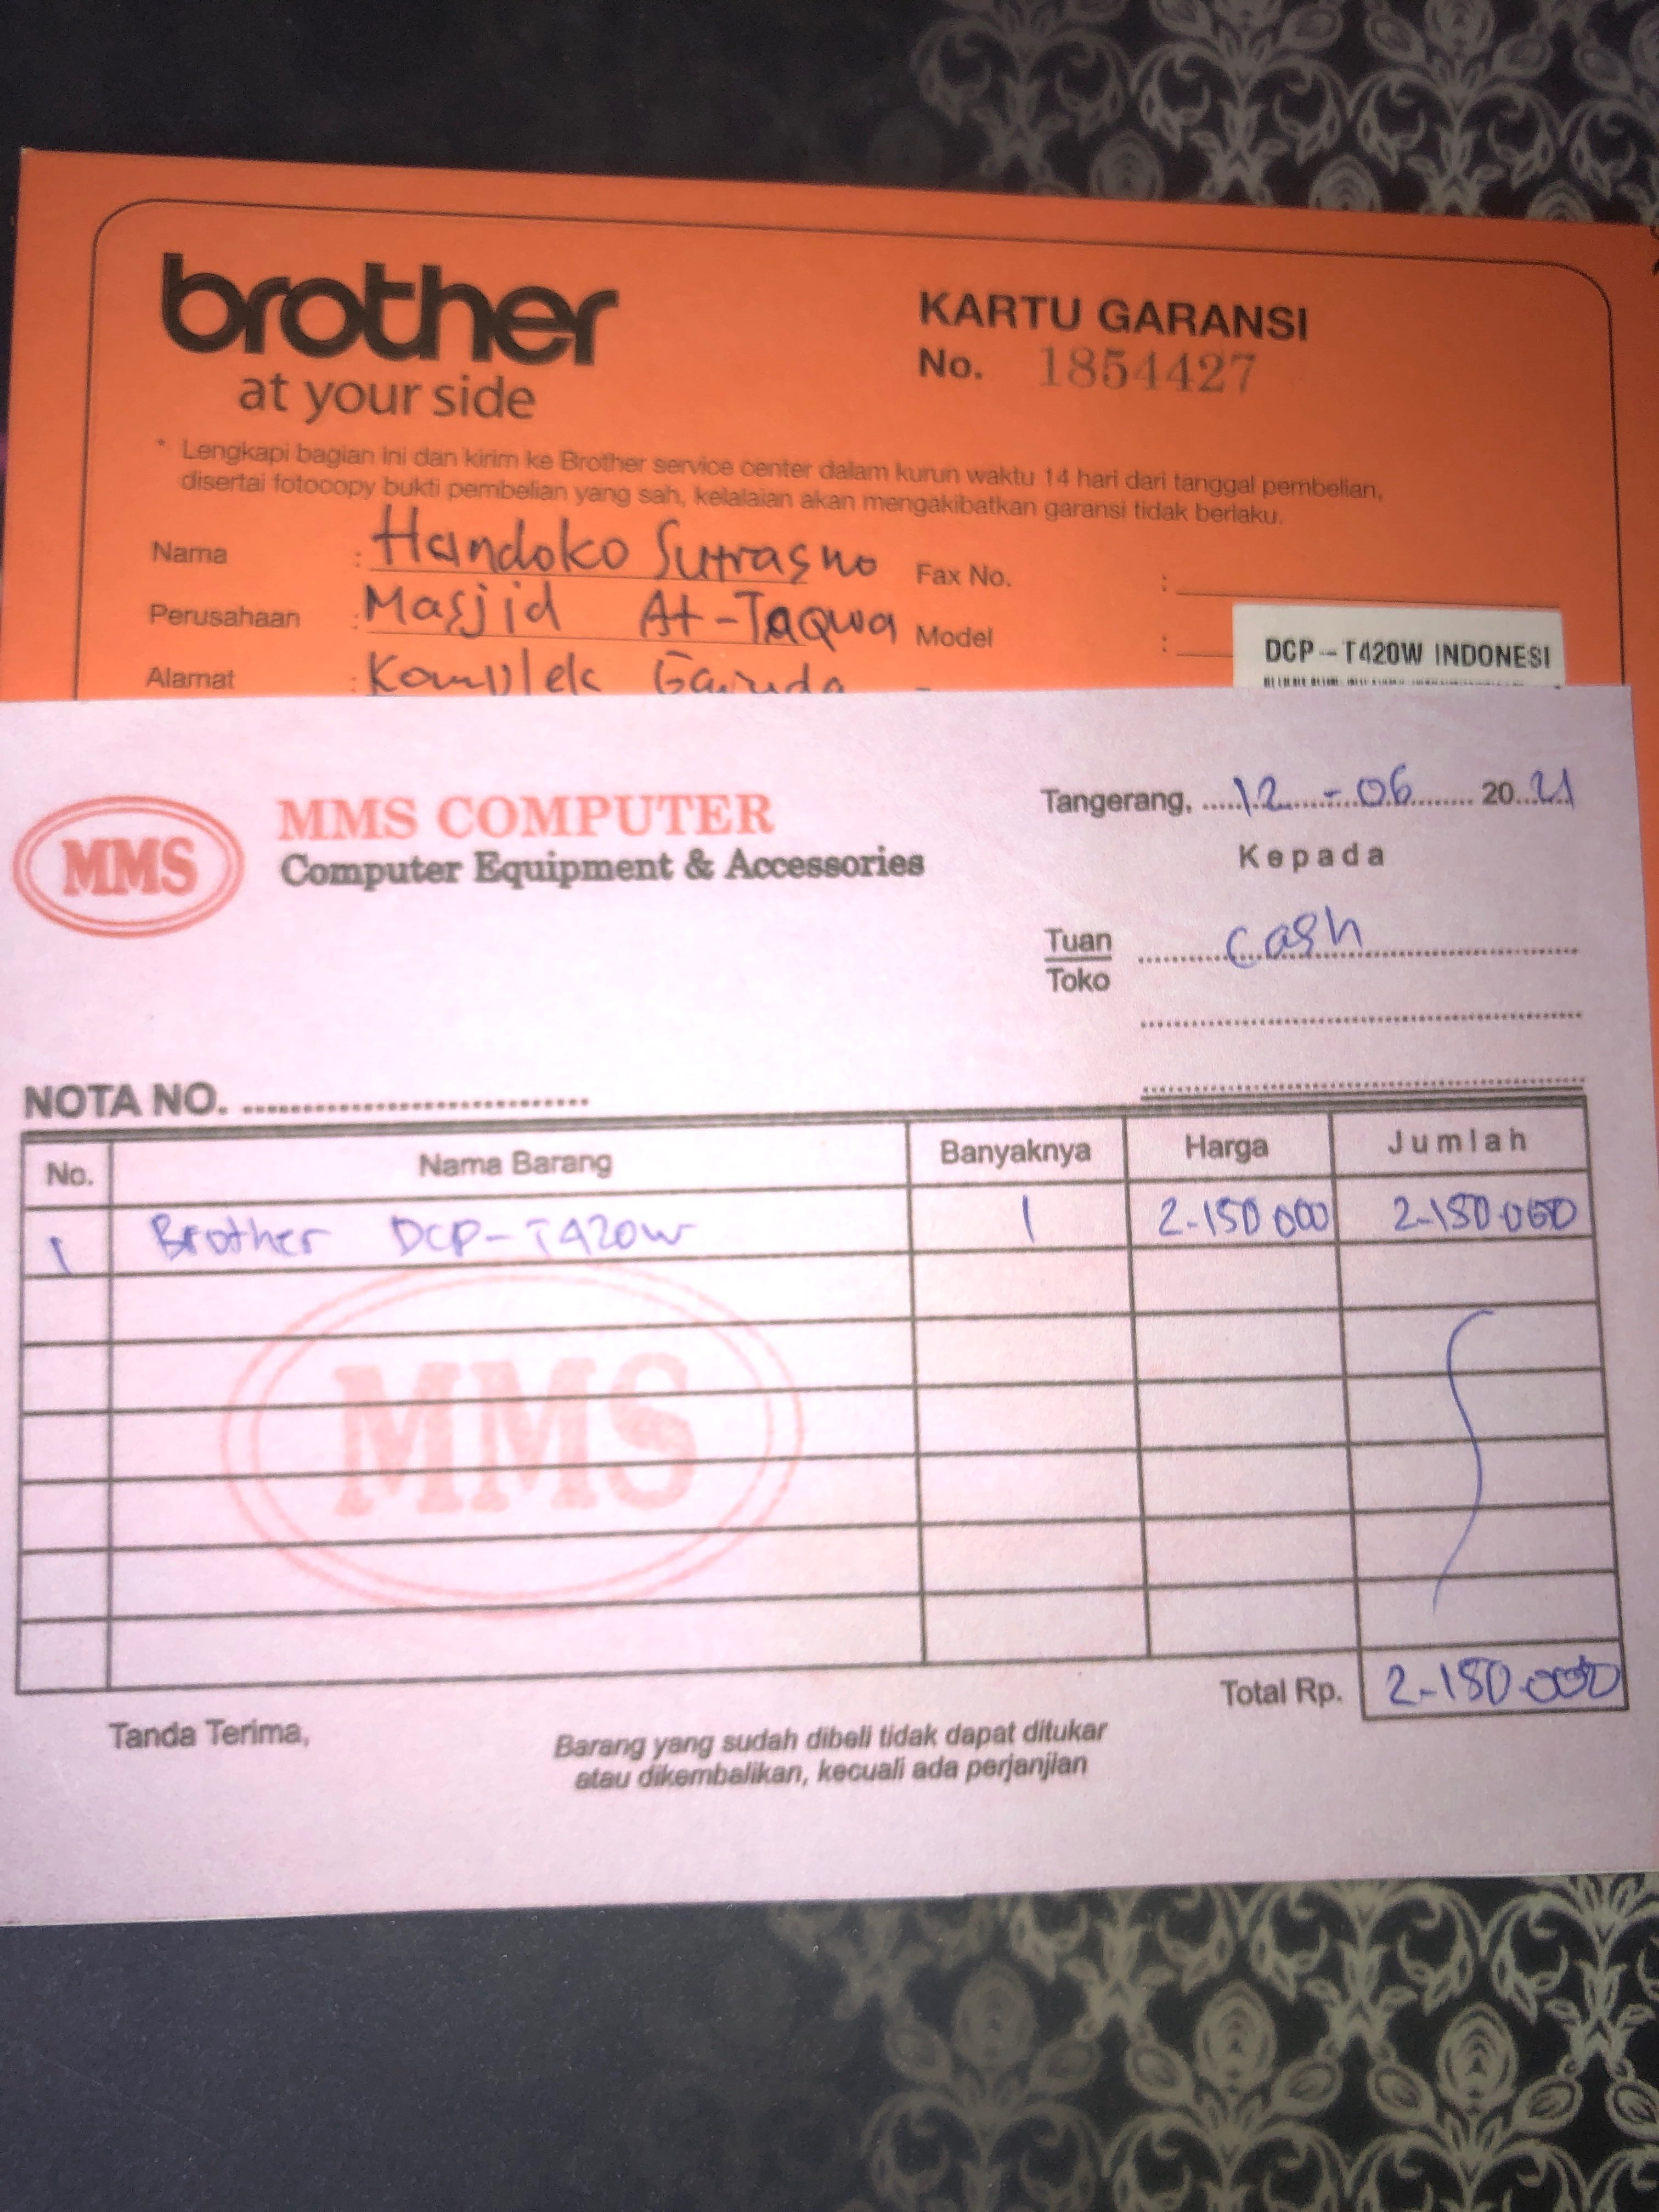 brother
at your side
KARTU GARANSI
No. 1854427
* Lengkapi bagian ini dan kirim ke Brother service center dalam kurun waktu 14 hari dari tanggal pembelian,
disertai fotocopy bukti pembelian yang sah, kelalaian akan mengakibatkan garansi tidak berlaku.
Nama : Handoko Sutrasno Fax No. :
Perusahaan : Masjid At-Taqwa Model : DCP-T420W INDONESI
Alamat : Komplek Garuda
MMS
MMS COMPUTER
Computer Equipment & Accessories
Tangerang, 12 - 06 20 21
Kepada
Tuan
Toko
Cash
NOTA NO.
No. Nama Barang Banyaknya Harga Jumlah
1 Brother DCP-T420W 1 2-150 000 2-150.000
MMS
Total Rp. 2-150.000
Tanda Terima,
Barang yang sudah dibeli tidak dapat ditukar
atau dikembalikan, kecuali ada perjanjian